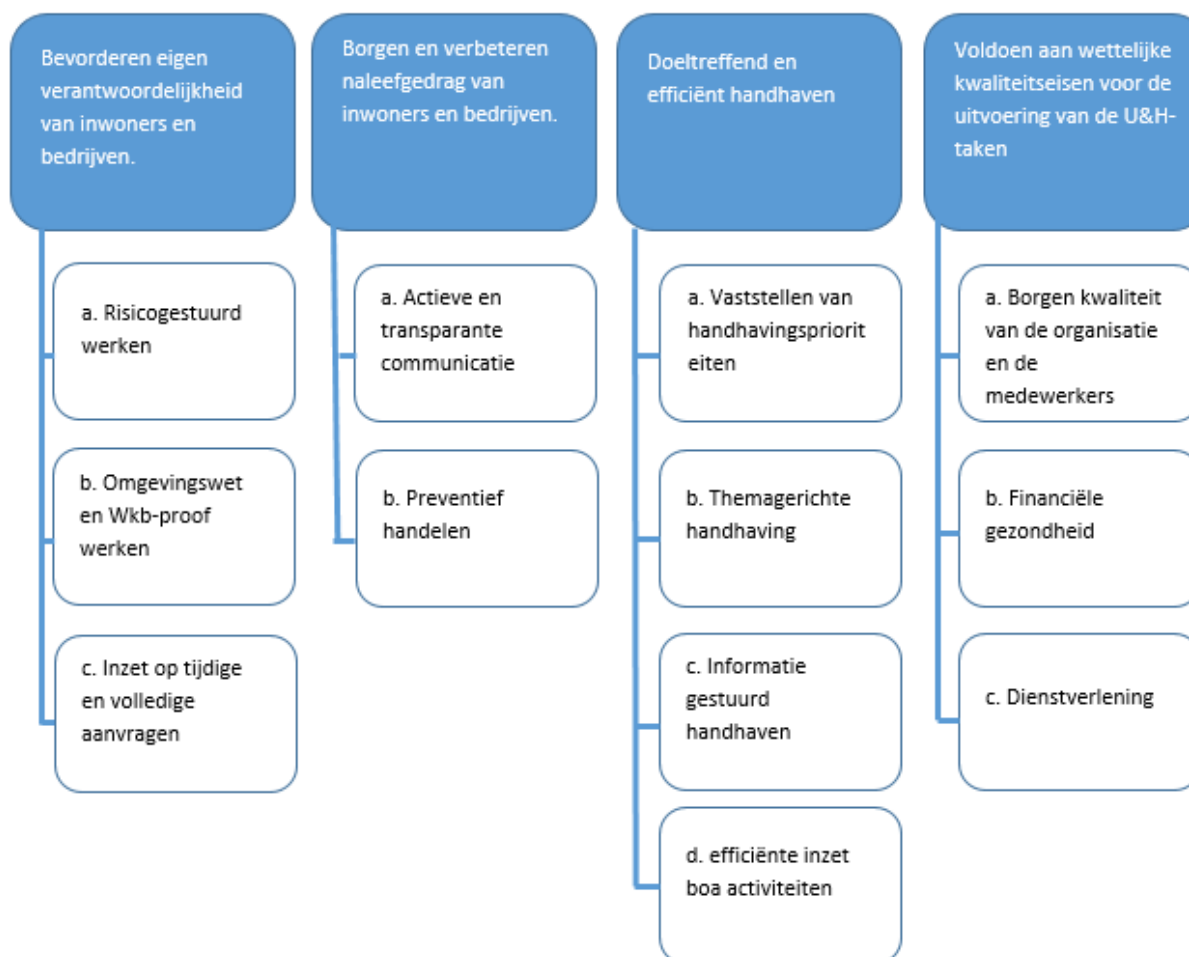 Bevorderen eigen
verantwoordelijkheid
van inwoners en
bedrijven.
a. Risicogestuurd
werken
b. Omgevingswet
en Wkb-proof
werken
c. Inzet op tijdige
en volledige
aanvragen
Borgen en verbeteren
naleefgedrag van
inwoners en bedrijven.
a. Actieve en
transparante
communicatie
b. Preventief
handelen
Doeltreffend en
efficiënt handhaven
a. Vaststellen van
handhavingspriorit
eiten
b. Themagerichte
handhaving
c. Informatie
gestuurd
handhaven
d. efficiënte inzet
boa activiteiten
Voldoen aan wettelijke
kwaliteitseisen voor de
uitvoering van de U&H-
taken
a. Borgen kwaliteit
van de organisatie
en de
medewerkers
b. Financiële
gezondheid
c. Dienstverlening